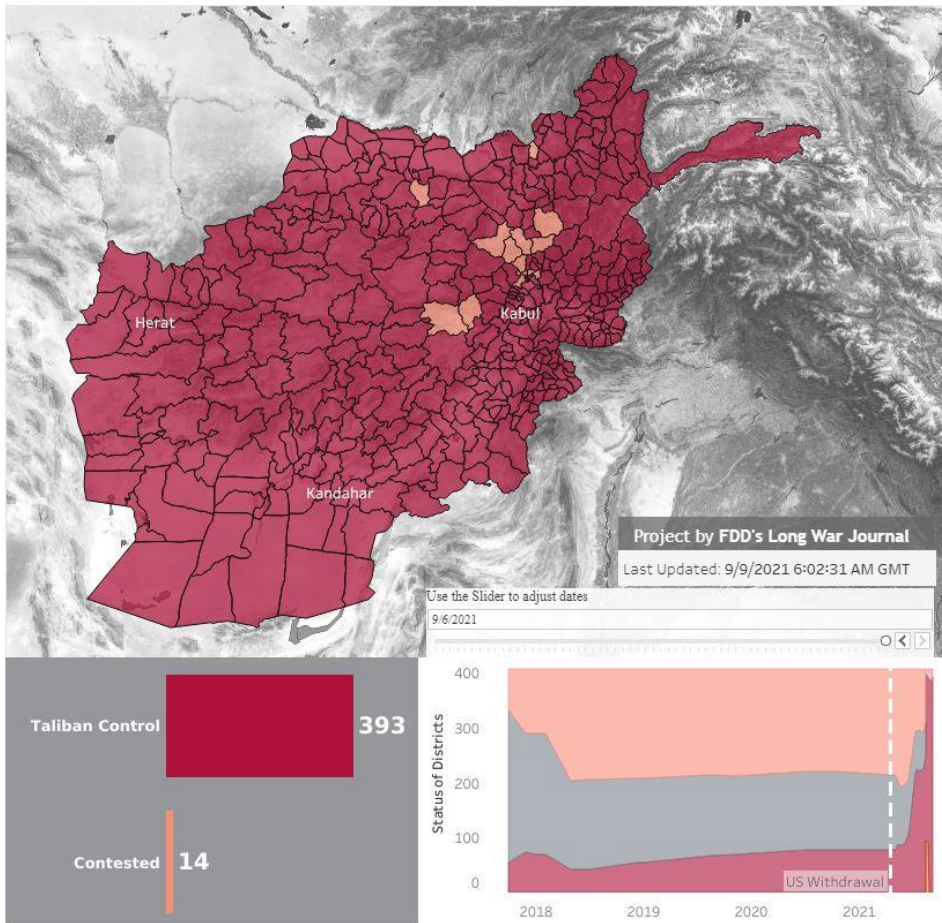 Herat
Kabul
Kandahar
Project by FDD's Long War Journal
Last Updated: 9/9/2021 6:02:31 AM GMT
Use the Slider to adjust dates
9/6/2021
Taliban Control
393
Contested
14
Status of Districts
400
300
200
100
0
US Withdrawal
2018 2019 2020 2021